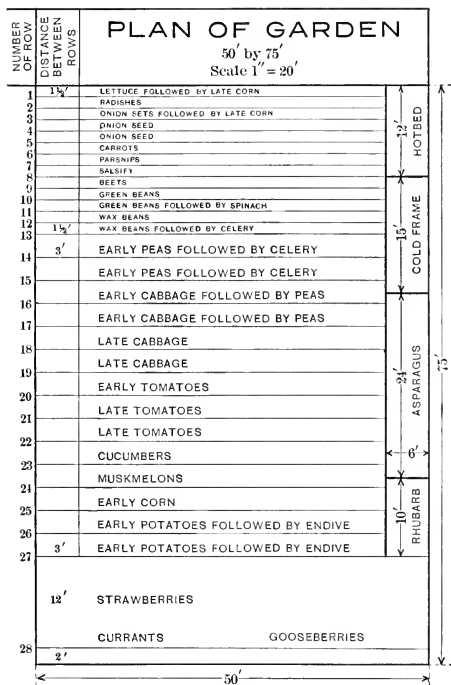 NUMBER OF ROW
DISTANCE BETWEEN ROWS
PLAN OF GARDEN
50' by 75'
Scale 1" = 20'
1 1½' LETTUCE FOLLOWED BY LATE CORN
2 RADISHES
3 ONION SETS FOLLOWED BY LATE CORN
4 ONION SEED
5 ONION SEED
6 CARROTS
7 PARSNIPS
8 SALSIFY
9 BEETS
10 GREEN BEANS
11 GREEN BEANS FOLLOWED BY SPINACH
12 WAX BEANS
13 1½' WAX BEANS FOLLOWED BY CELERY
14 3' EARLY PEAS FOLLOWED BY CELERY
15 EARLY PEAS FOLLOWED BY CELERY
16 EARLY CABBAGE FOLLOWED BY PEAS
17 EARLY CABBAGE FOLLOWED BY PEAS
18 LATE CABBAGE
19 LATE CABBAGE
20 EARLY TOMATOES
21 LATE TOMATOES
22 LATE TOMATOES
23 CUCUMBERS
24 MUSKMELONS
25 EARLY CORN
26 EARLY POTATOES FOLLOWED BY ENDIVE
27 3' EARLY POTATOES FOLLOWED BY ENDIVE
12' STRAWBERRIES
28 CURRANTS GOOSEBERRIES
2'
12' HOTBED
15' COLD FRAME
24' ASPARAGUS
6'
10' RHUBARB
75'
50'